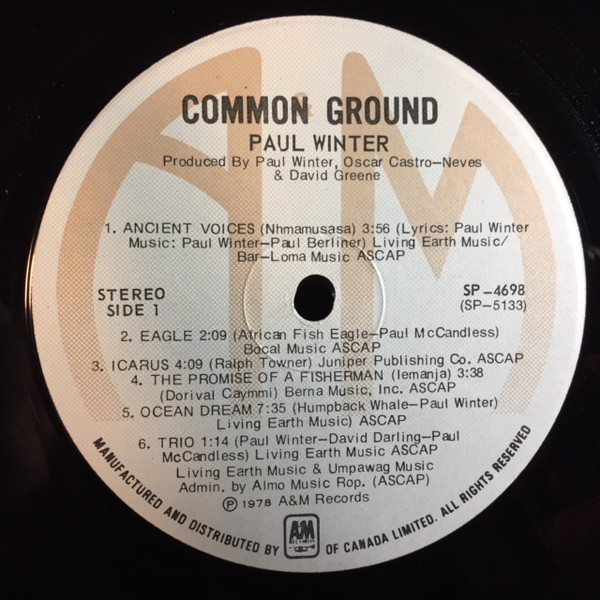 COMMON GROUND
PAUL WINTER
Produced By Paul Winter, Oscar Castro-Neves
& David Greene
1. ANCIENT VOICES (Nhmamusasa) 3:56 (Lyrics: Paul Winter
Music: Paul Winter-Paul Berliner) Living Earth Music/
Bar-Loma Music ASCAP
STEREO
SIDE 1
SP-4698
(SP-5133)
2. EAGLE 2:09 (African Fish Eagle-Paul McCandless)
Bocal Music ASCAP
3. ICARUS 4:09 (Ralph Towner) Juniper Publishing Co. ASCAP
4. THE PROMISE OF A FISHERMAN (Iemanja) 3:38
(Dorival Caymmi) Berna Music, Inc. ASCAP
5. OCEAN DREAM 7:35 (Humpback Whale-Paul Winter)
Living Earth Music) ASCAP
6. TRIO 1:14 (Paul Winter-David Darling-Paul
McCandless) Living Earth Music ASCAP
Living Earth Music & Umpawag Music
Admin. by Almo Music Rop. (ASCAP)
℗ 1978 A&M Records
MANUFACTURED AND DISTRIBUTED BY A&M RECORDS OF CANADA LIMITED. ALL RIGHTS RESERVED
A&M